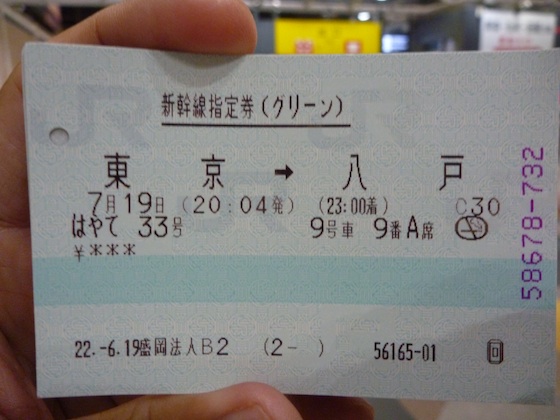 新幹線指定券(グリーン)
東京→八戸
7月19日(20:04発) (23:00着) C30
はやて 33号 9号車 9番A席
¥***
22.-6.19盛岡法人B2 (2- ) 56165-01 回
58678-732